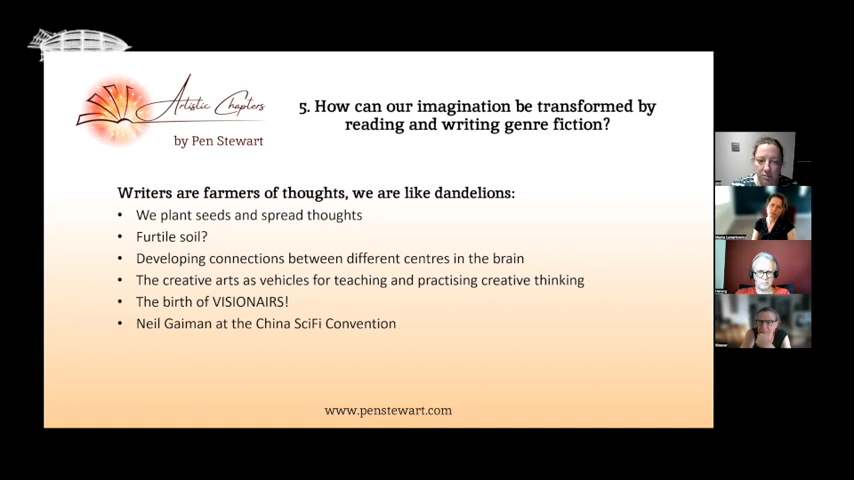 Artistic Chapters
by Pen Stewart
5. How can our imagination be transformed by
reading and writing genre fiction?
Writers are farmers of thoughts, we are like dandelions:
• We plant seeds and spread thoughts
• Furtile soil?
• Developing connections between different centres in the brain
• The creative arts as vehicles for teaching and practising creative thinking
• The birth of VISIONAIRS!
• Neil Gaiman at the China SciFi Convention
www.penstewart.com